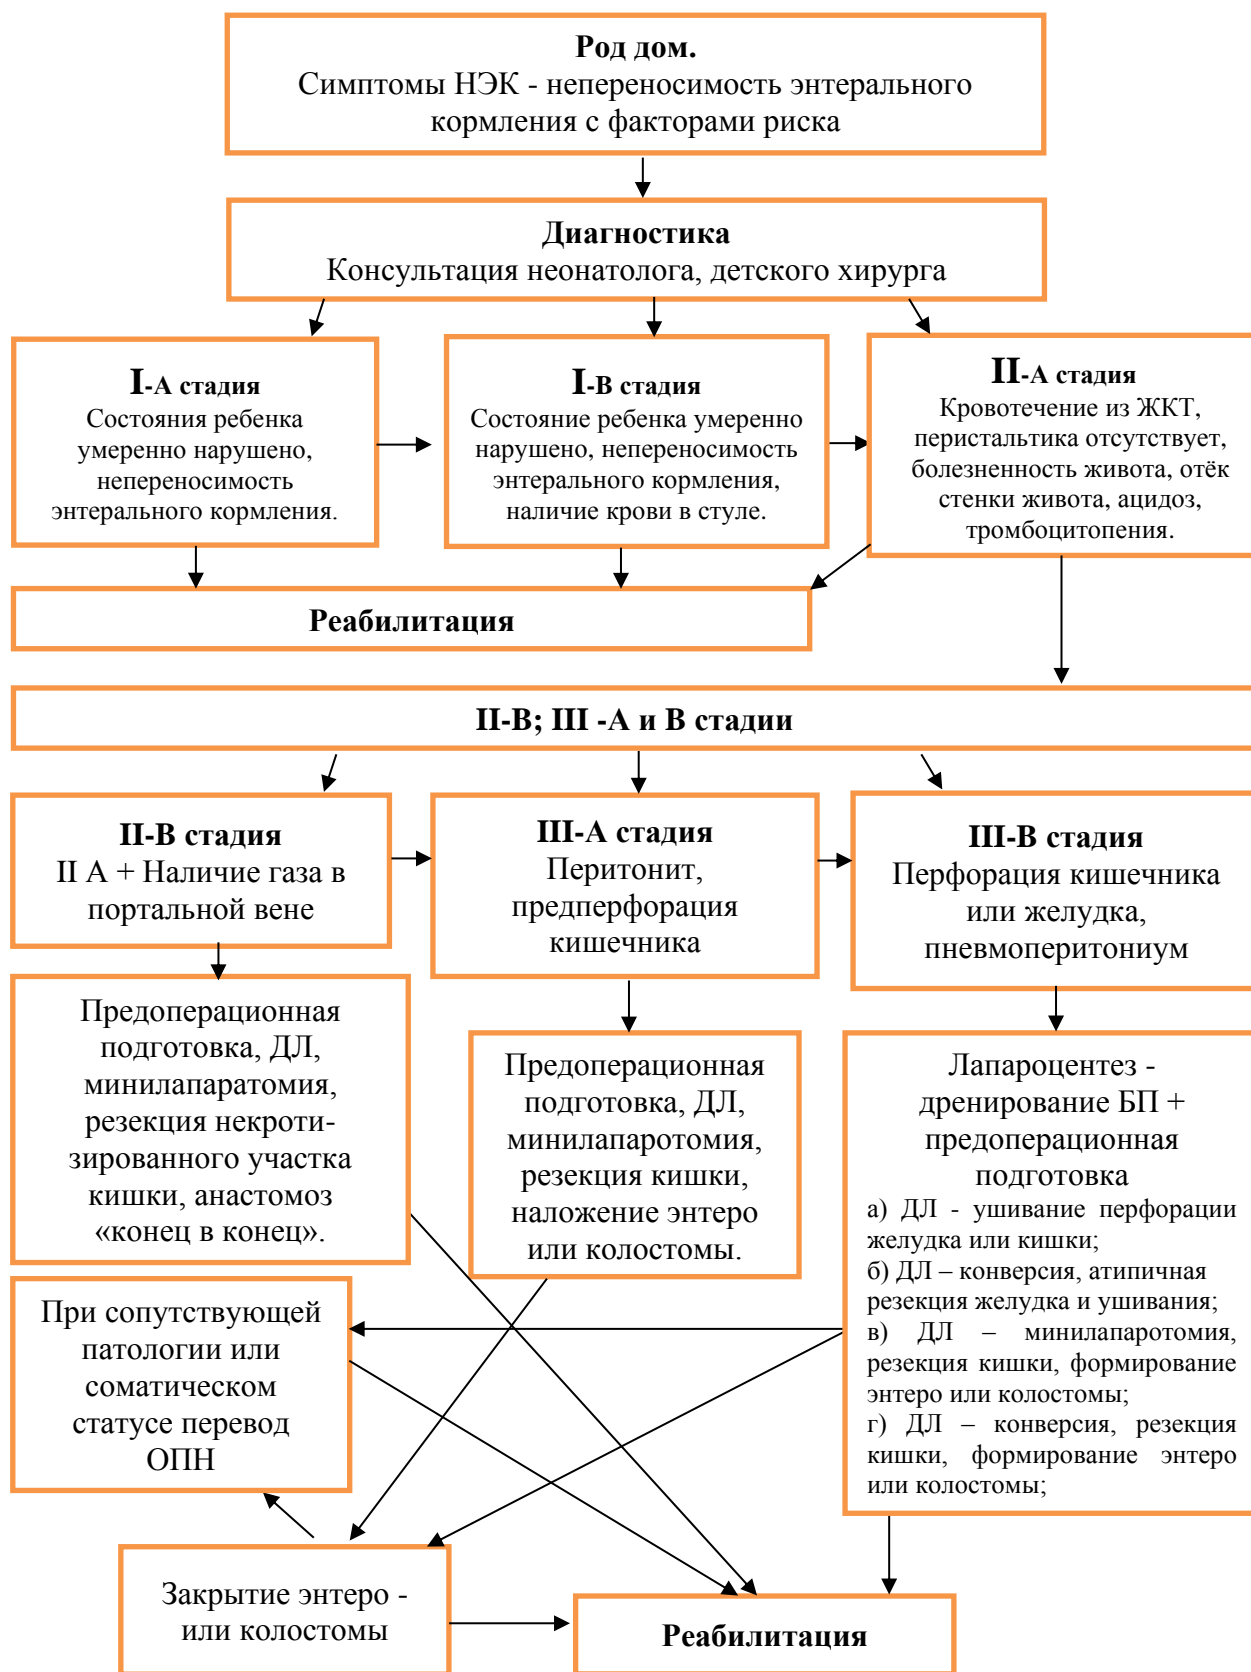 Род дом.
Симптомы НЭК - непереносимость энтерального
кормления с факторами риска
Диагностика
Консультация неонатолога, детского хирурга
I-А стадия
Состояния ребенка
умеренно нарушено,
непереносимость
энтерального кормления.
I-В стадия
Состояние ребенка умеренно
нарушено, непереносимость
энтерального кормления,
наличие крови в стуле.
II-А стадия
Кровотечение из ЖКТ,
перистальтика отсутствует,
болезненность живота, отёк
стенки живота, ацидоз,
тромбоцитопения.
Реабилитация
II-В; III -А и В стадии
II-В стадия
II А + Наличие газа в
портальной вене
III-А стадия
Перитонит,
предперфорация
кишечника
III-В стадия
Перфорация кишечника
или желудка,
пневмоперитониум
Предоперационная
подготовка, ДЛ,
минилапаратомия,
резекция некроти-
зированного участка
кишки, анастомоз
«конец в конец».
Предоперационная
подготовка, ДЛ,
минилапаротомия,
резекция кишки,
наложение энтеро
или колостомы.
Лапароцентез -
дренирование БП +
предоперационная
подготовка
а) ДЛ - ушивание перфорации
желудка или кишки;
б) ДЛ – конверсия, атипичная
резекция желудка и ушивания;
в) ДЛ – минилапаротомия,
резекция кишки, формирование
энтеро или колостомы;
г) ДЛ – конверсия, резекция
кишки, формирование энтеро
или колостомы;
При сопутствующей
патологии или
соматическом
статусе перевод
ОПН
Закрытие энтеро -
или колостомы
Реабилитация